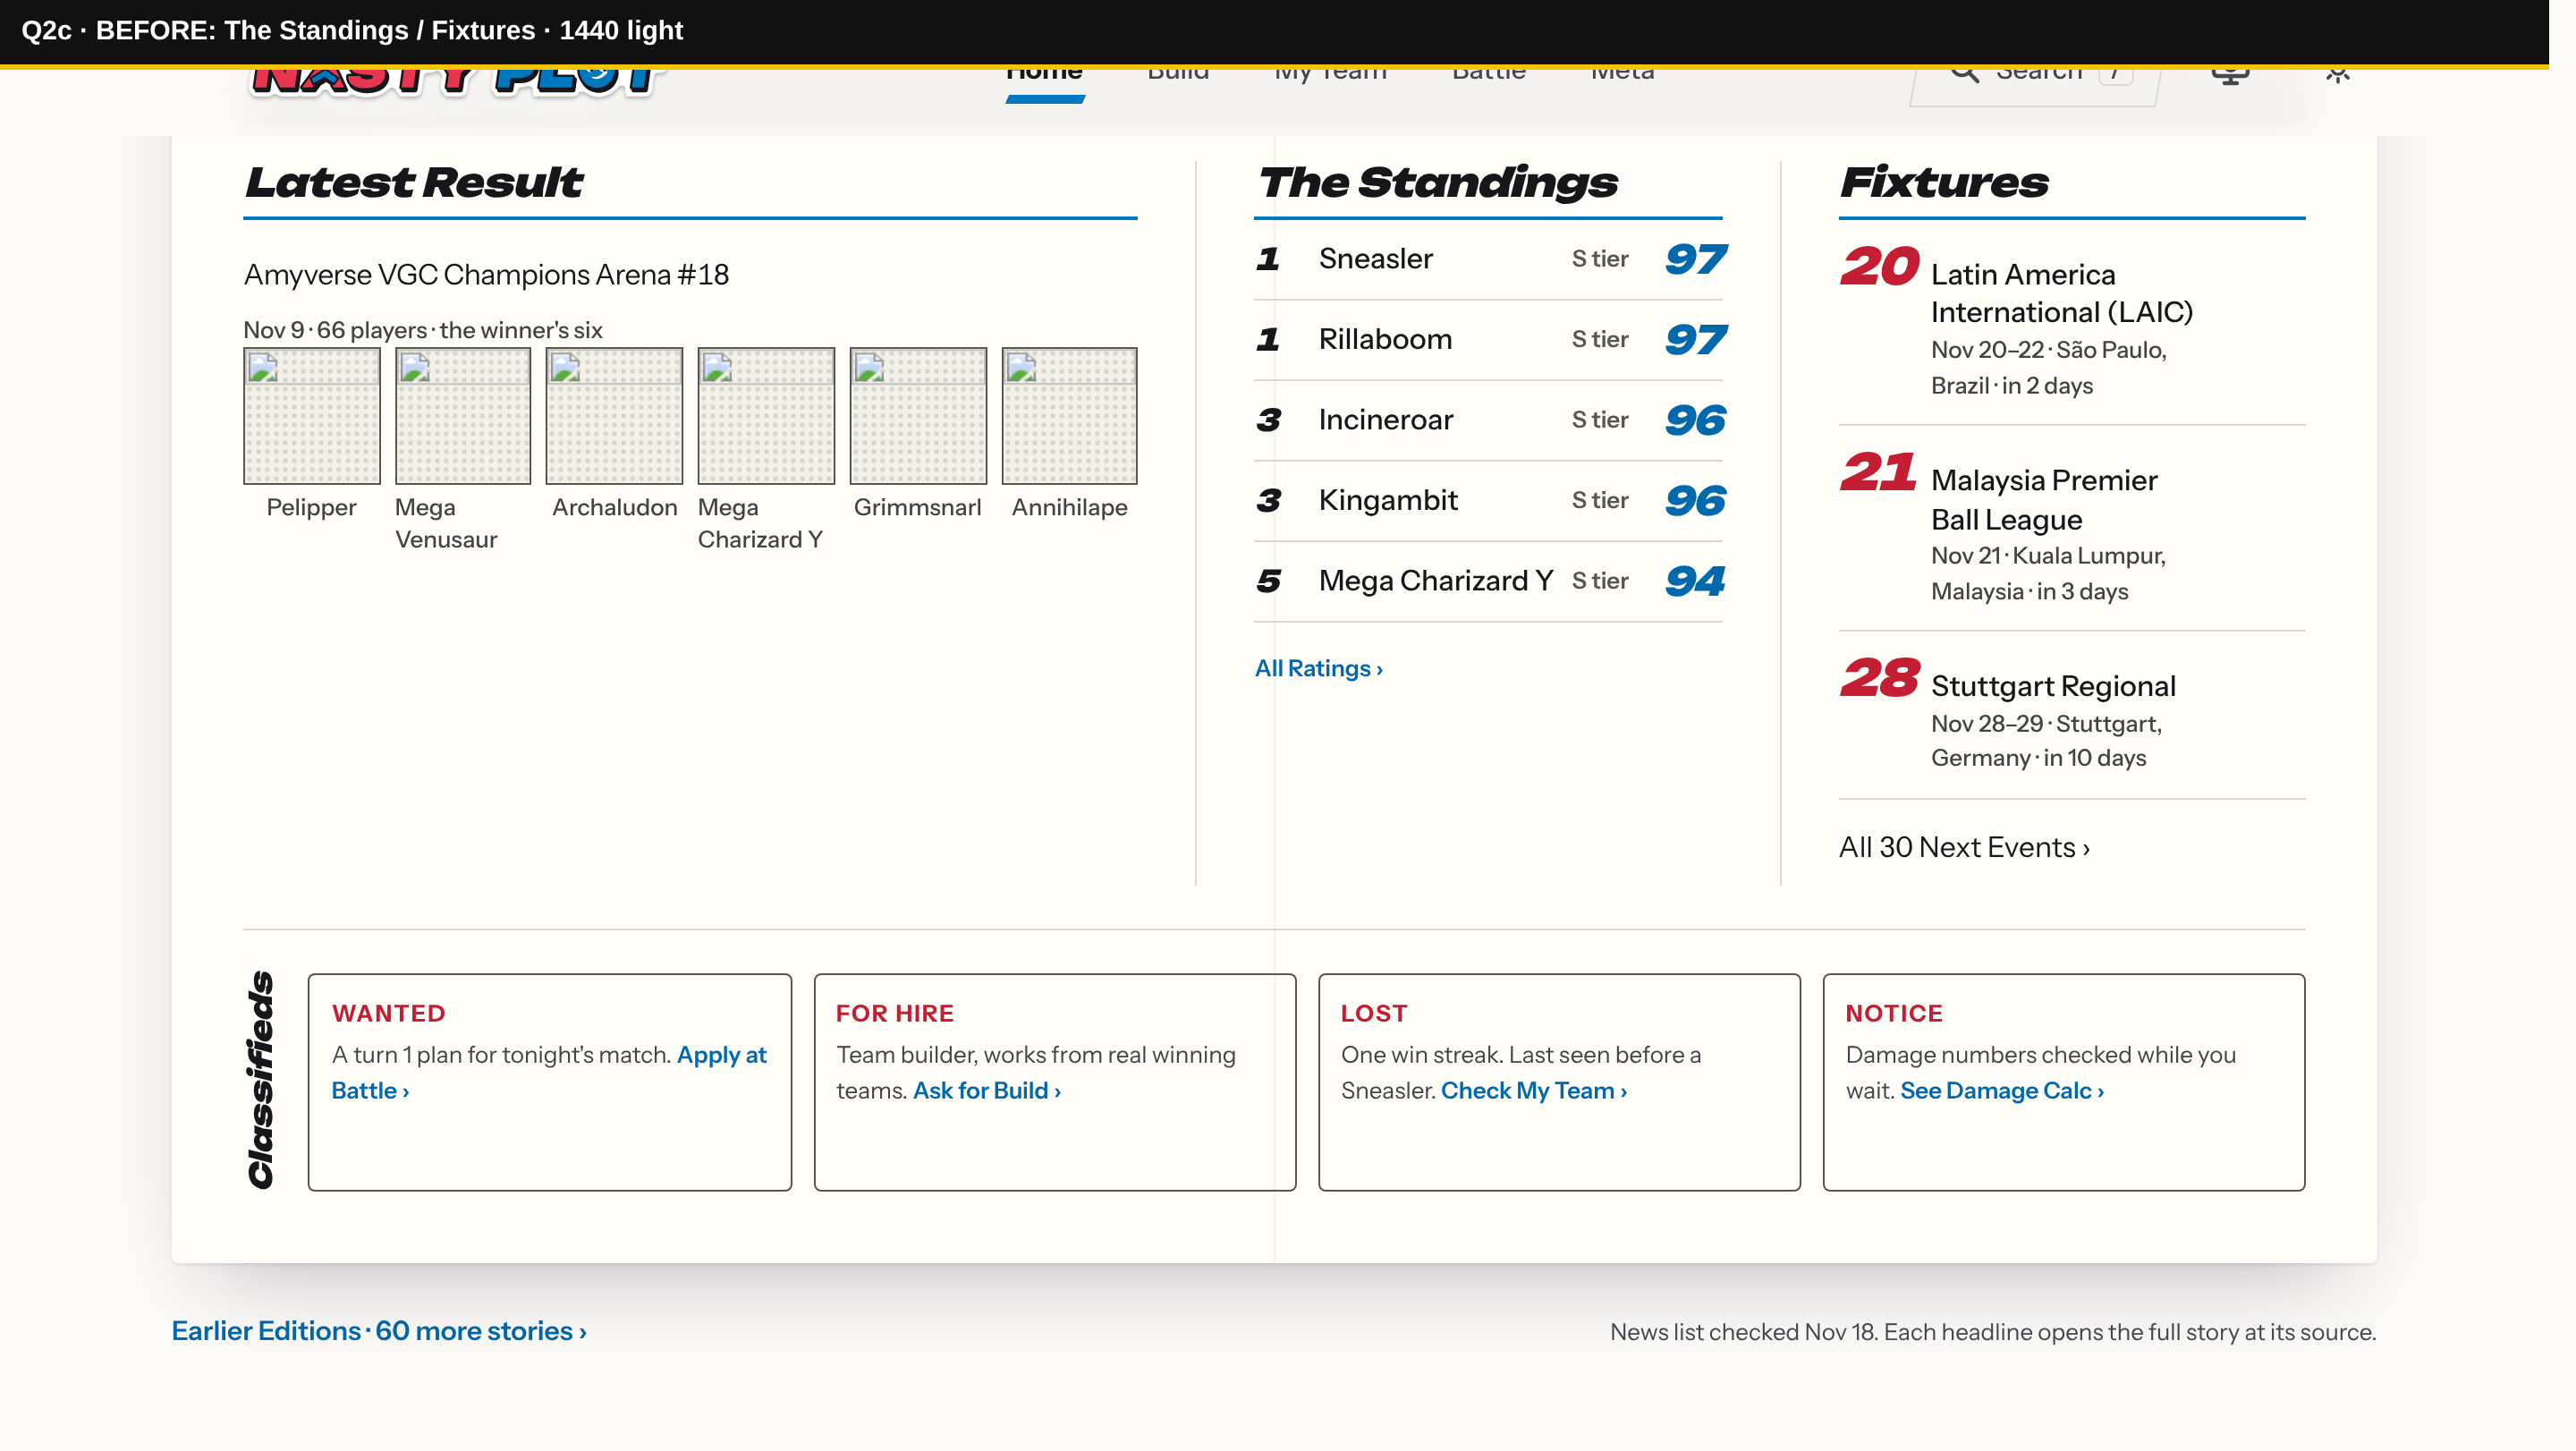 Q2c · BEFORE: The Standings / Fixtures · 1440 light
NASTY PLOT
Home Build My Team Battle Meta Search /
Latest Result
Amyverse VGC Champions Arena #18
Nov 9 · 66 players · the winner's six
Pelipper
Mega
Venusaur
Archaludon
Mega
Charizard Y
Grimmsnarl
Annihilape
The Standings
1 Sneasler S tier 97
1 Rillaboom S tier 97
3 Incineroar S tier 96
3 Kingambit S tier 96
5 Mega Charizard Y S tier 94
All Ratings ›
Fixtures
20 Latin America
International (LAIC)
Nov 20–22 · São Paulo,
Brazil · in 2 days
21 Malaysia Premier
Ball League
Nov 21 · Kuala Lumpur,
Malaysia · in 3 days
28 Stuttgart Regional
Nov 28–29 · Stuttgart,
Germany · in 10 days
All 30 Next Events ›
Classifieds
WANTED
A turn 1 plan for tonight's match. Apply at
Battle ›
FOR HIRE
Team builder, works from real winning
teams. Ask for Build ›
LOST
One win streak. Last seen before a
Sneasler. Check My Team ›
NOTICE
Damage numbers checked while you
wait. See Damage Calc ›
Earlier Editions · 60 more stories ›
News list checked Nov 18. Each headline opens the full story at its source.